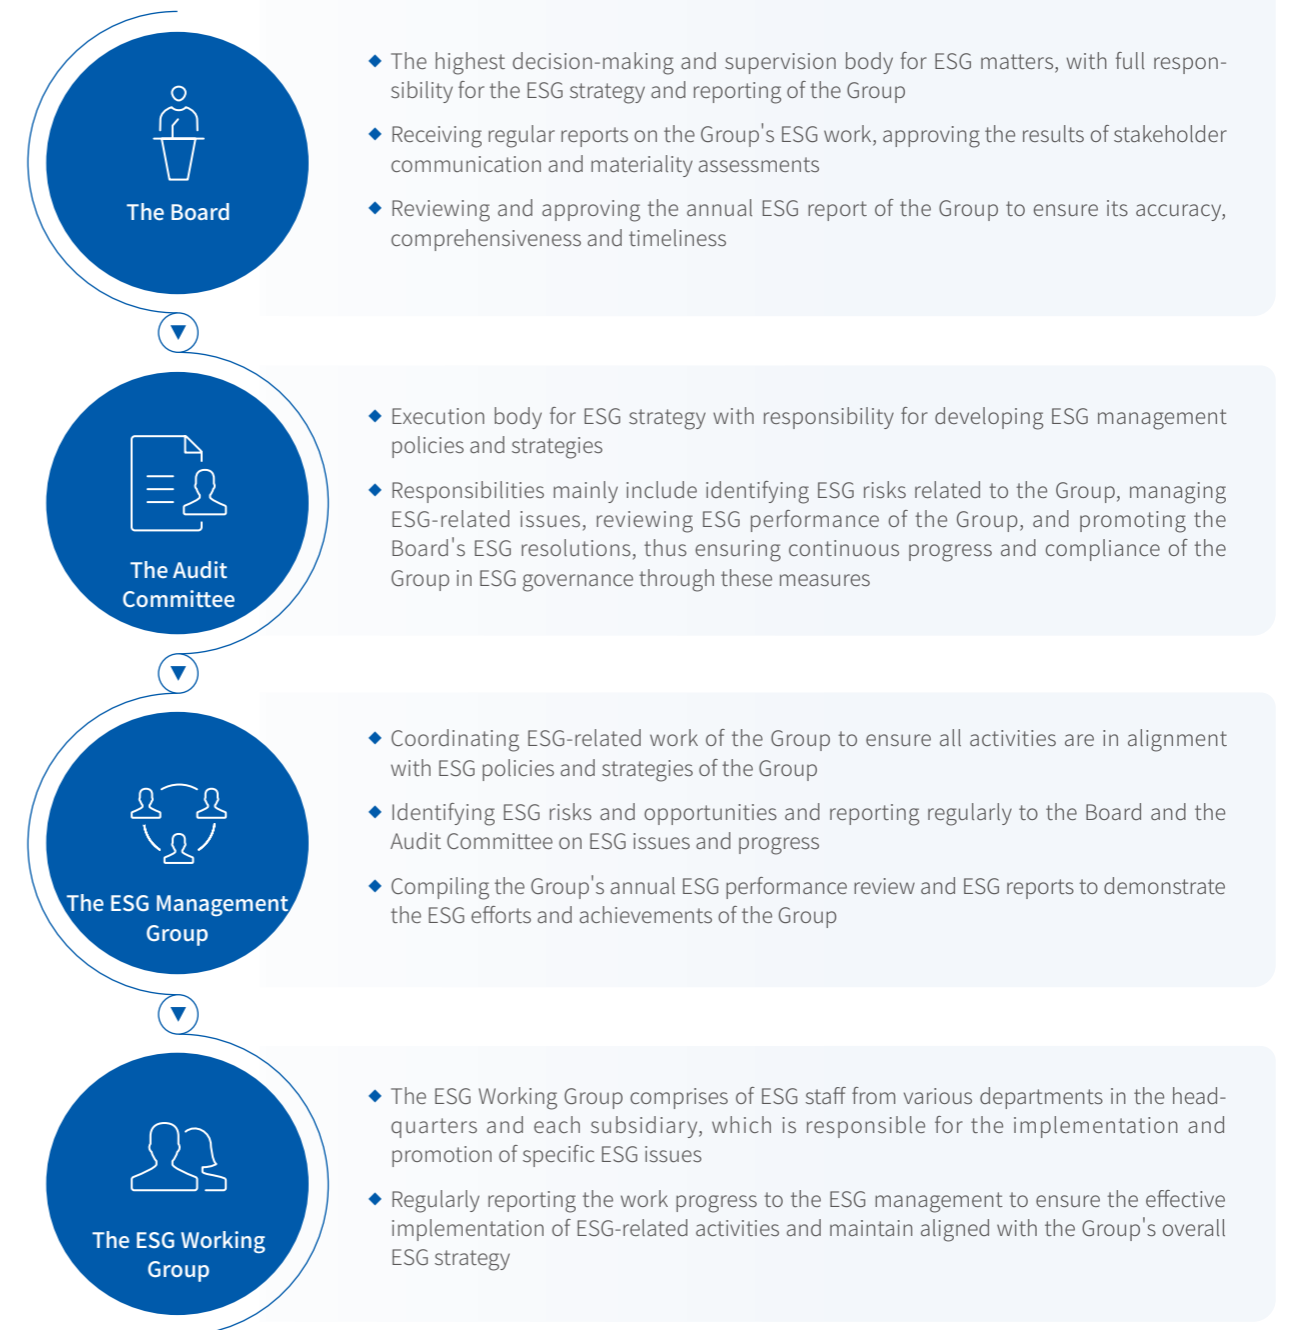 The Board
◆ The highest decision-making and supervision body for ESG matters, with full respon-
sibility for the ESG strategy and reporting of the Group
◆ Receiving regular reports on the Group's ESG work, approving the results of stakeholder
communication and materiality assessments
◆ Reviewing and approving the annual ESG report of the Group to ensure its accuracy,
comprehensiveness and timeliness
The Audit
Committee
◆ Execution body for ESG strategy with responsibility for developing ESG management
policies and strategies
◆ Responsibilities mainly include identifying ESG risks related to the Group, managing
ESG-related issues, reviewing ESG performance of the Group, and promoting the
Board's ESG resolutions, thus ensuring continuous progress and compliance of the
Group in ESG governance through these measures
The ESG Management
Group
◆ Coordinating ESG-related work of the Group to ensure all activities are in alignment
with ESG policies and strategies of the Group
◆ Identifying ESG risks and opportunities and reporting regularly to the Board and the
Audit Committee on ESG issues and progress
◆ Compiling the Group's annual ESG performance review and ESG reports to demonstrate
the ESG efforts and achievements of the Group
The ESG Working
Group
◆ The ESG Working Group comprises of ESG staff from various departments in the head-
quarters and each subsidiary, which is responsible for the implementation and
promotion of specific ESG issues
◆ Regularly reporting the work progress to the ESG management to ensure the effective
implementation of ESG-related activities and maintain aligned with the Group's overall
ESG strategy